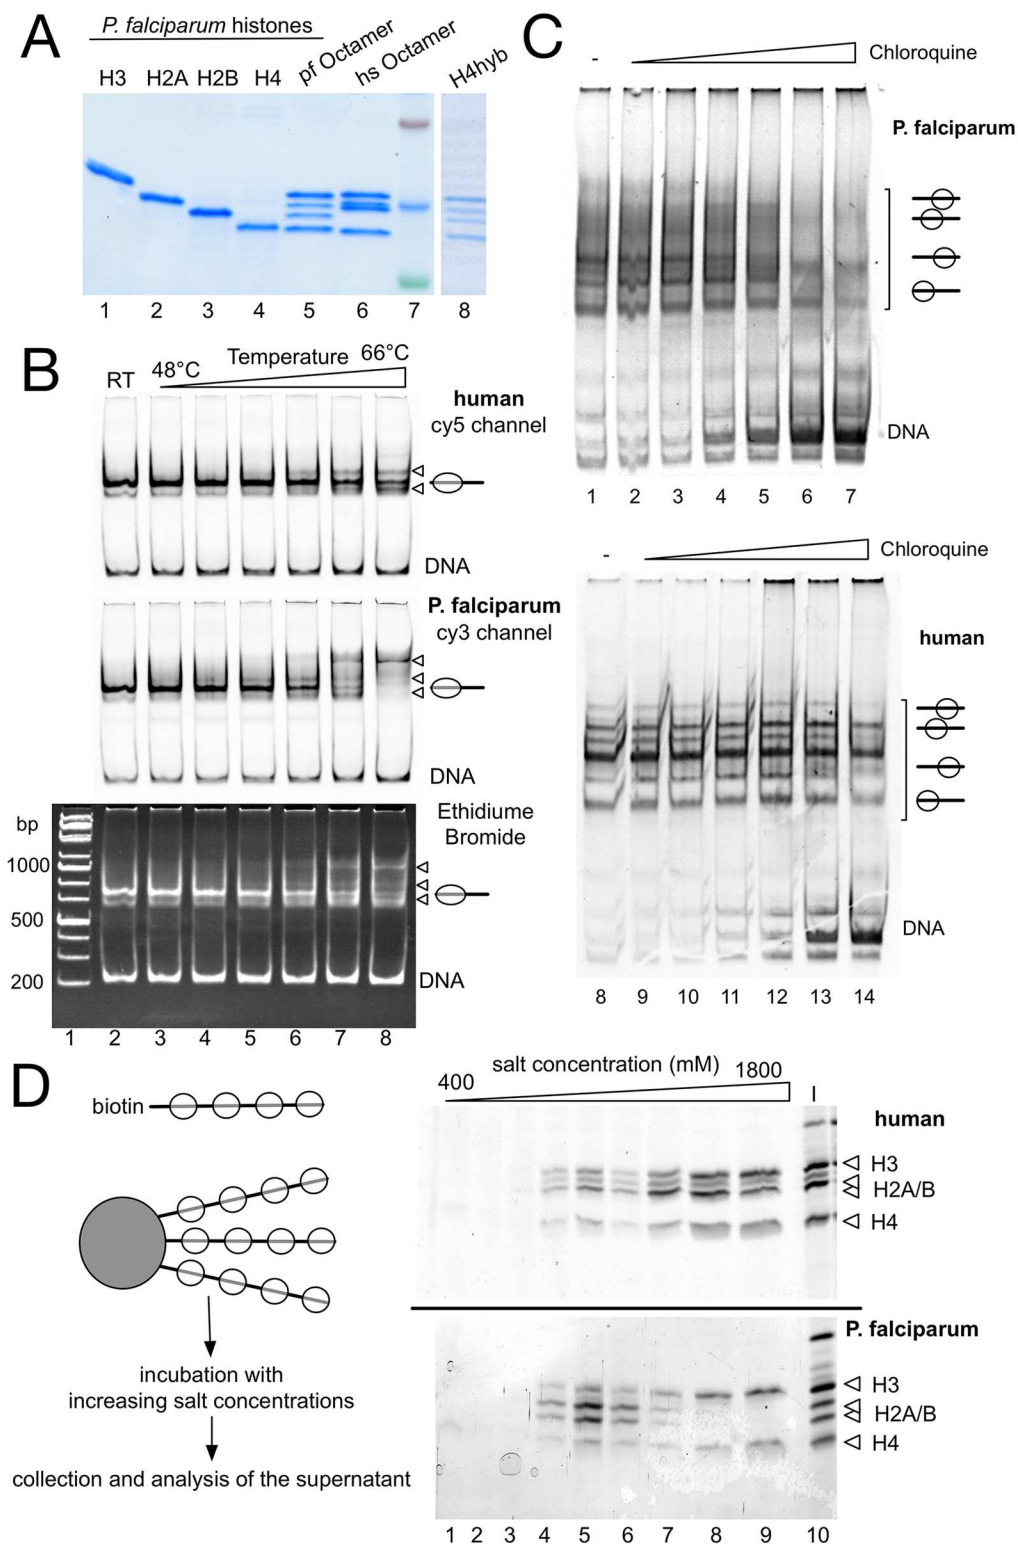 A
P. falciparum histones
H3 H2A H2B H4 pf Octamer hs Octamer H4hyb
1 2 3 4 5 6 7 8
B
RT 48°C Temperature 66°C
human
cy5 channel
DNA
P. falciparum
cy3 channel
DNA
Ethidiume
Bromide
bp
1000
500
200
DNA
1 2 3 4 5 6 7 8
C
- Chloroquine
P. falciparum
DNA
1 2 3 4 5 6 7
- Chloroquine
human
DNA
8 9 10 11 12 13 14
D
biotin
incubation with
increasing salt concentrations
collection and analysis of the supernatant
salt concentration (mM)
400 1800 I
human
H3
H2A/B
H4
P. falciparum
H3
H2A/B
H4
1 2 3 4 5 6 7 8 9 10